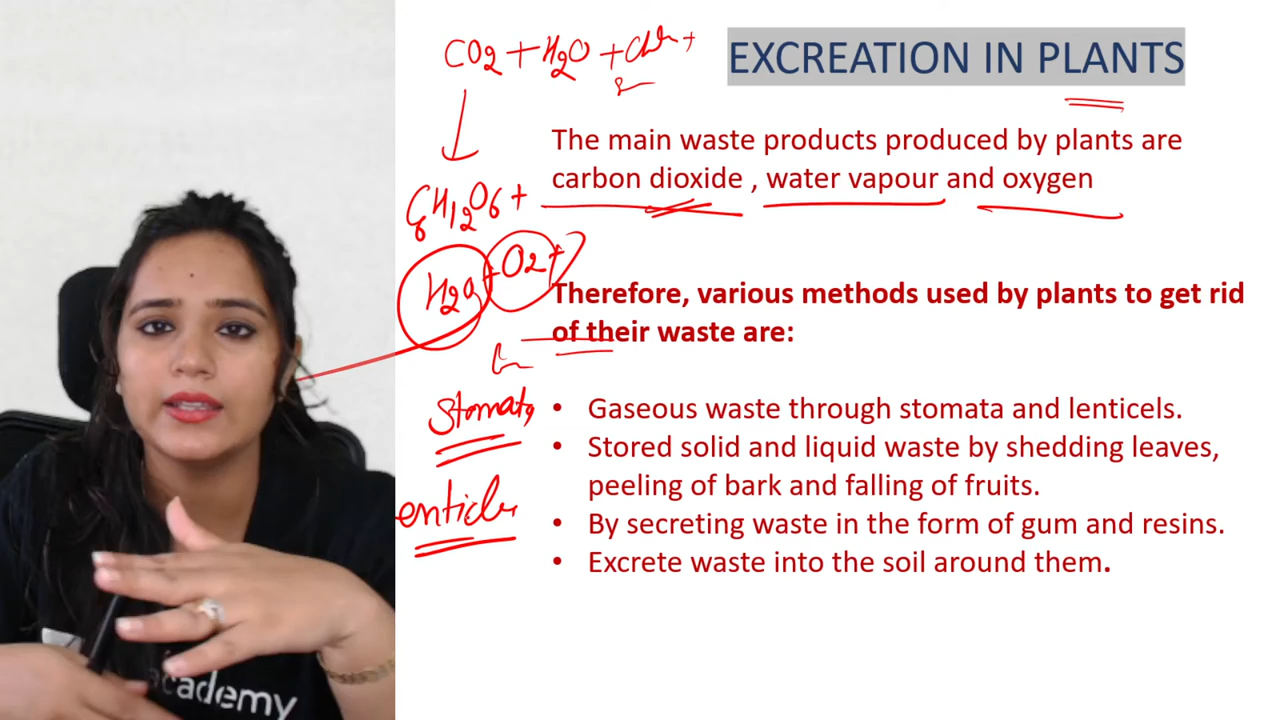 CO2 + H2O + Chlr +
EXCREATION IN PLANTS
The main waste products produced by plants are
carbon dioxide , water vapour and oxygen
C6H12O6 +
H2O + O2 +
Therefore, various methods used by plants to get rid
of their waste are:
Stomata
• Gaseous waste through stomata and lenticels.
• Stored solid and liquid waste by shedding leaves,
peeling of bark and falling of fruits.
enticles
• By secreting waste in the form of gum and resins.
• Excrete waste into the soil around them.
academy